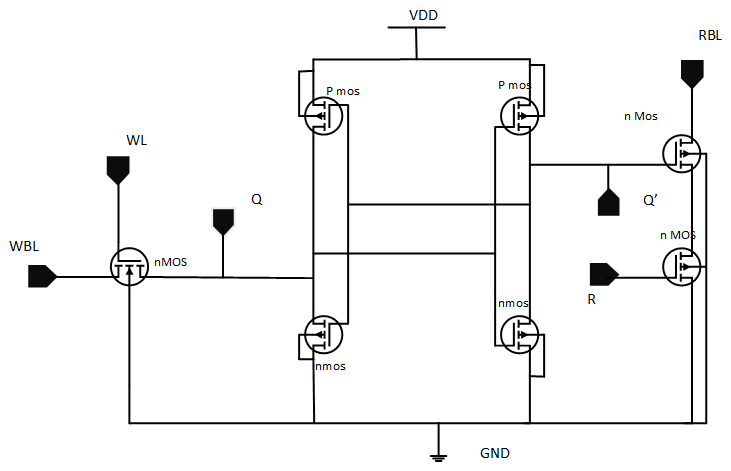 VDD
RBL
P mos
P mos
n Mos
WL
Q
Q’
WBL
nMOS
n MOS
R
nmos
nmos
GND